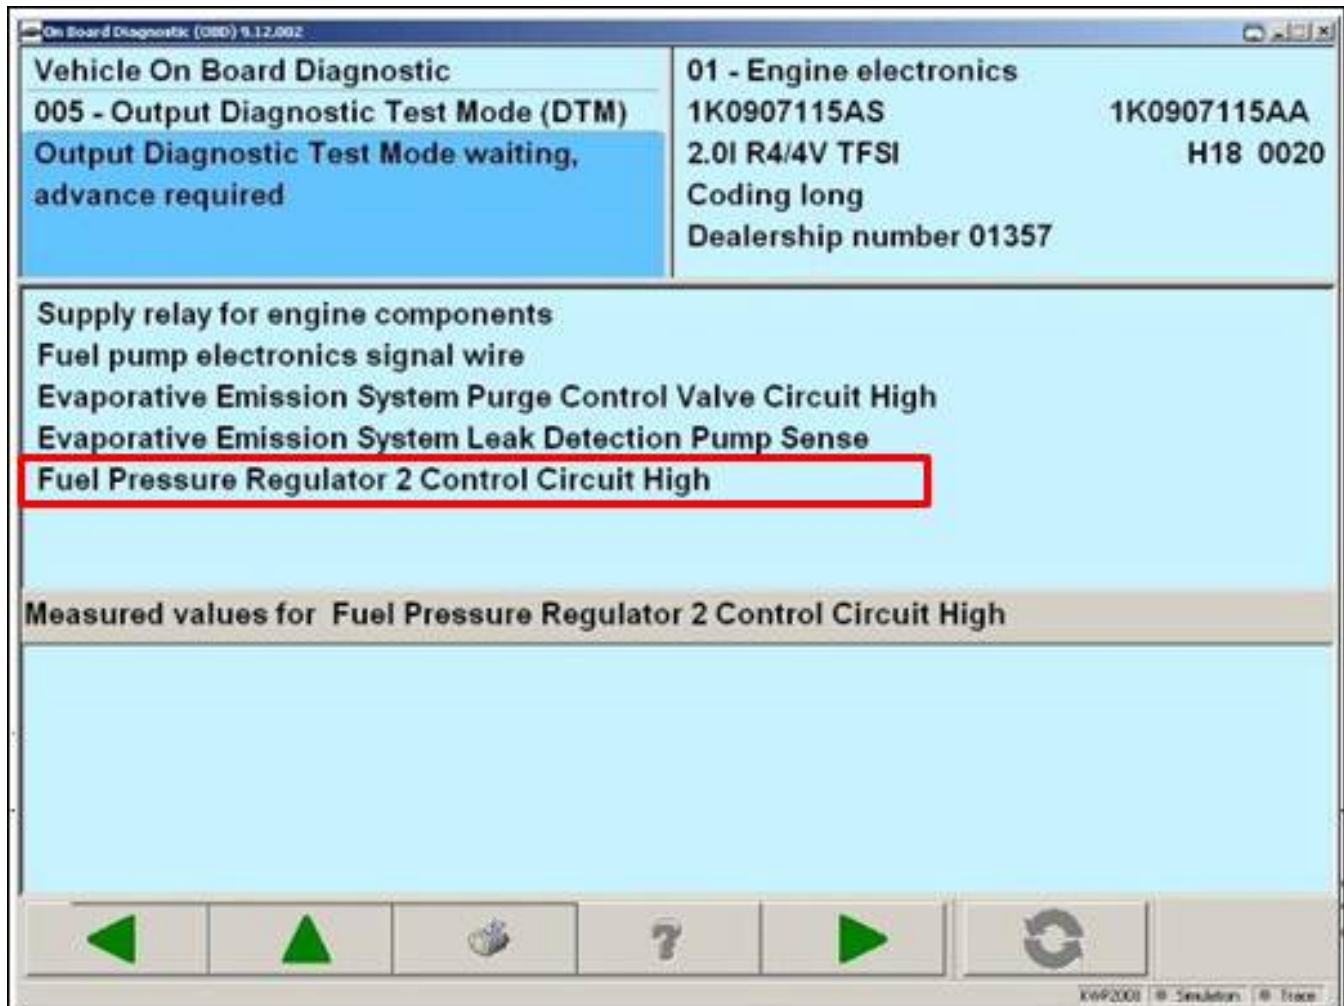 On Board Diagnostic (OBD) 9.12.002
Vehicle On Board Diagnostic
005 - Output Diagnostic Test Mode (DTM)
Output Diagnostic Test Mode waiting,
advance required
01 - Engine electronics
1K0907115AS 1K0907115AA
2.0l R4/4V TFSI H18 0020
Coding long
Dealership number 01357
Supply relay for engine components
Fuel pump electronics signal wire
Evaporative Emission System Purge Control Valve Circuit High
Evaporative Emission System Leak Detection Pump Sense
Fuel Pressure Regulator 2 Control Circuit High
Measured values for Fuel Pressure Regulator 2 Control Circuit High
?
KWP2000 Simulation Trace